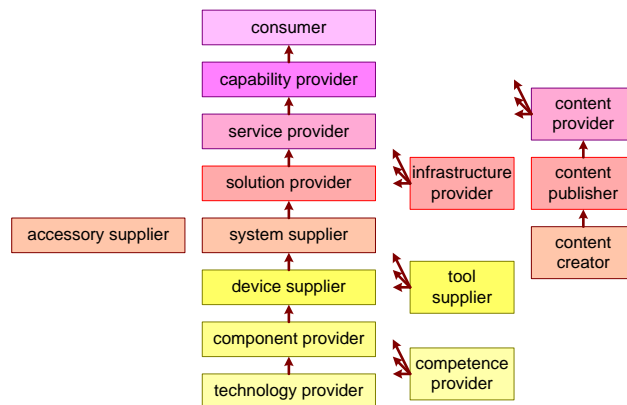 consumer
capability provider
content
provider
service provider
solution provider
infrastructure
provider
content
publisher
accessory supplier
system supplier
content
creator
device supplier
tool
supplier
component provider
technology provider
competence
provider